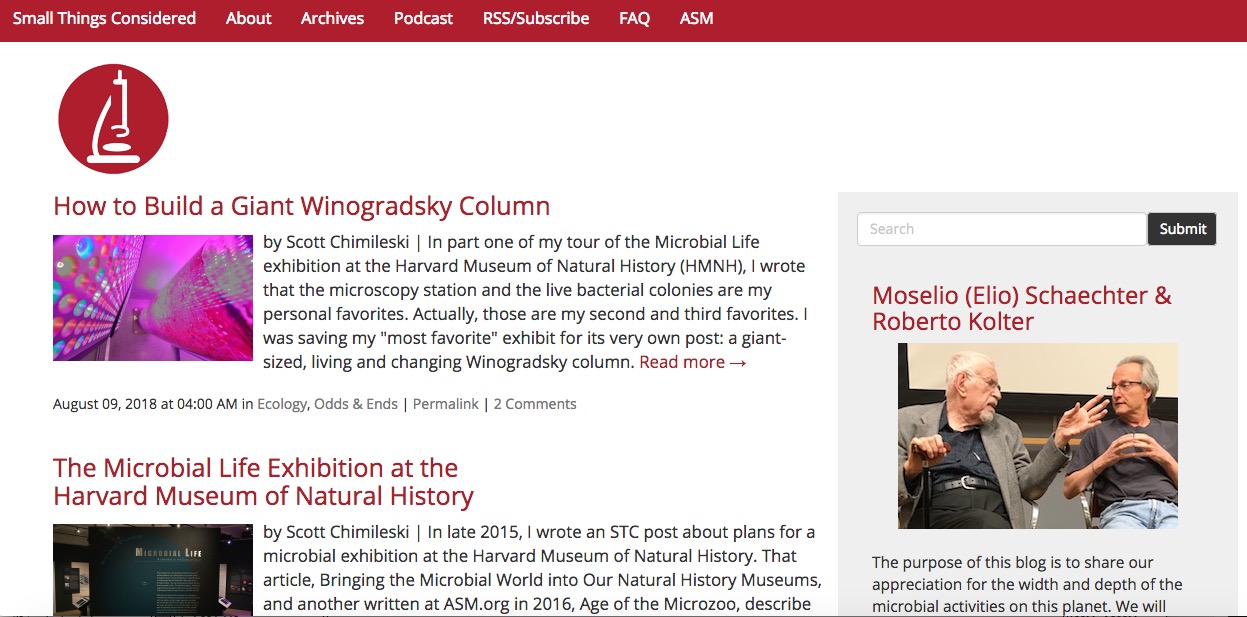 Small Things Considered About Archives Podcast RSS/Subscribe FAQ ASM
How to Build a Giant Winogradsky Column
by Scott Chimileski | In part one of my tour of the Microbial Life
exhibition at the Harvard Museum of Natural History (HMNH), I wrote
that the microscopy station and the live bacterial colonies are my
personal favorites. Actually, those are my second and third favorites. I
was saving my "most favorite" exhibit for its very own post: a giant-
sized, living and changing Winogradsky column. Read more →
August 09, 2018 at 04:00 AM in Ecology, Odds & Ends | Permalink | 2 Comments
The Microbial Life Exhibition at the
Harvard Museum of Natural History
MICROBIAL LIFE
by Scott Chimileski | In late 2015, I wrote an STC post about plans for a
microbial exhibition at the Harvard Museum of Natural History. That
article, Bringing the Microbial World into Our Natural History Museums,
and another written at ASM.org in 2016, Age of the Microzoo, describe
Search
Submit
Moselio (Elio) Schaechter &
Roberto Kolter
The purpose of this blog is to share our
appreciation for the width and depth of the
microbial activities on this planet. We will